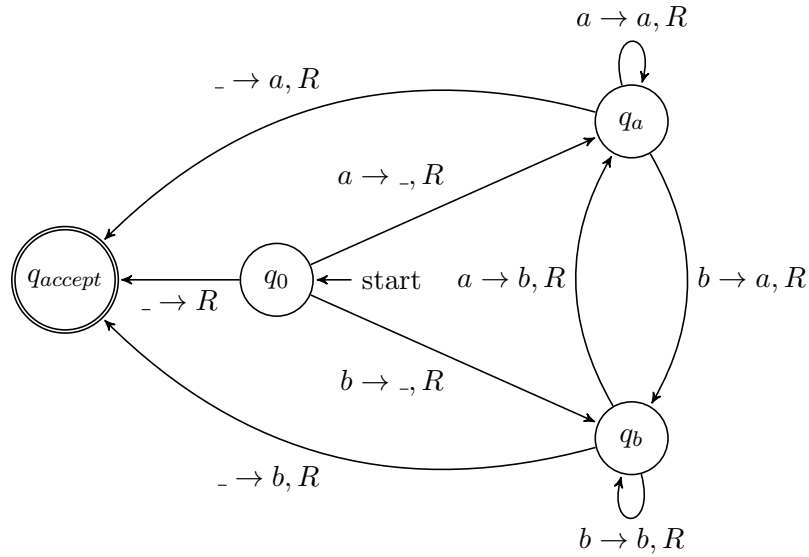 a → a, R
_ → a, R
q_a
a → _, R
q_accept
q_0
start
a → b, R
b → a, R
_ → R
b → _, R
q_b
_ → b, R
b → b, R